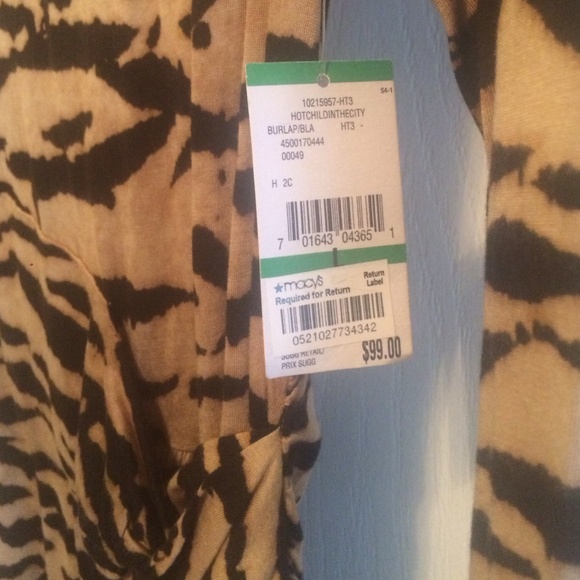 S4-1
10215957-HT3
HOTCHILDINTHECITY
BURLAP/BLA HT3 -
4500170444
00049
H 2C
7 01643 04365 1
★macy's Return
Required for Return Label
0521027734342
SUGG RETAIL/
PRIX SUGG $99.00